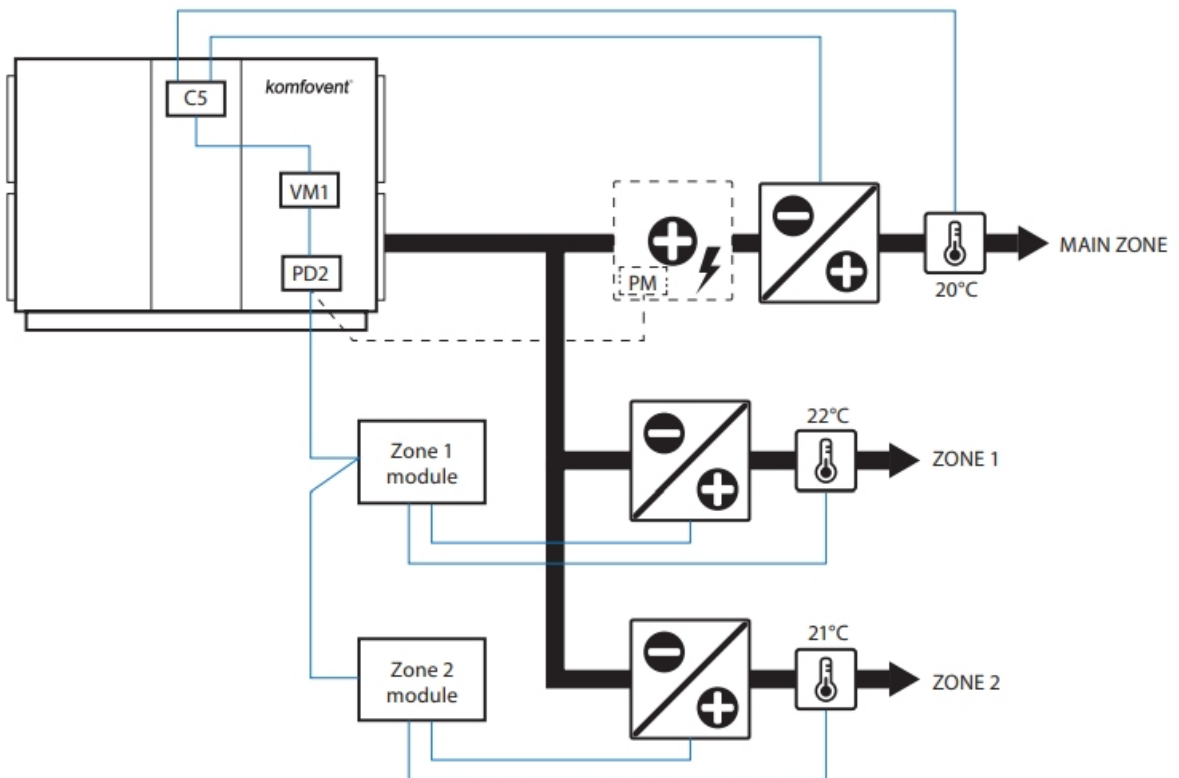 C5
komfovent
VM1
PD2
PM
20°C
MAIN ZONE
Zone 1
module
22°C
ZONE 1
Zone 2
module
21°C
ZONE 2